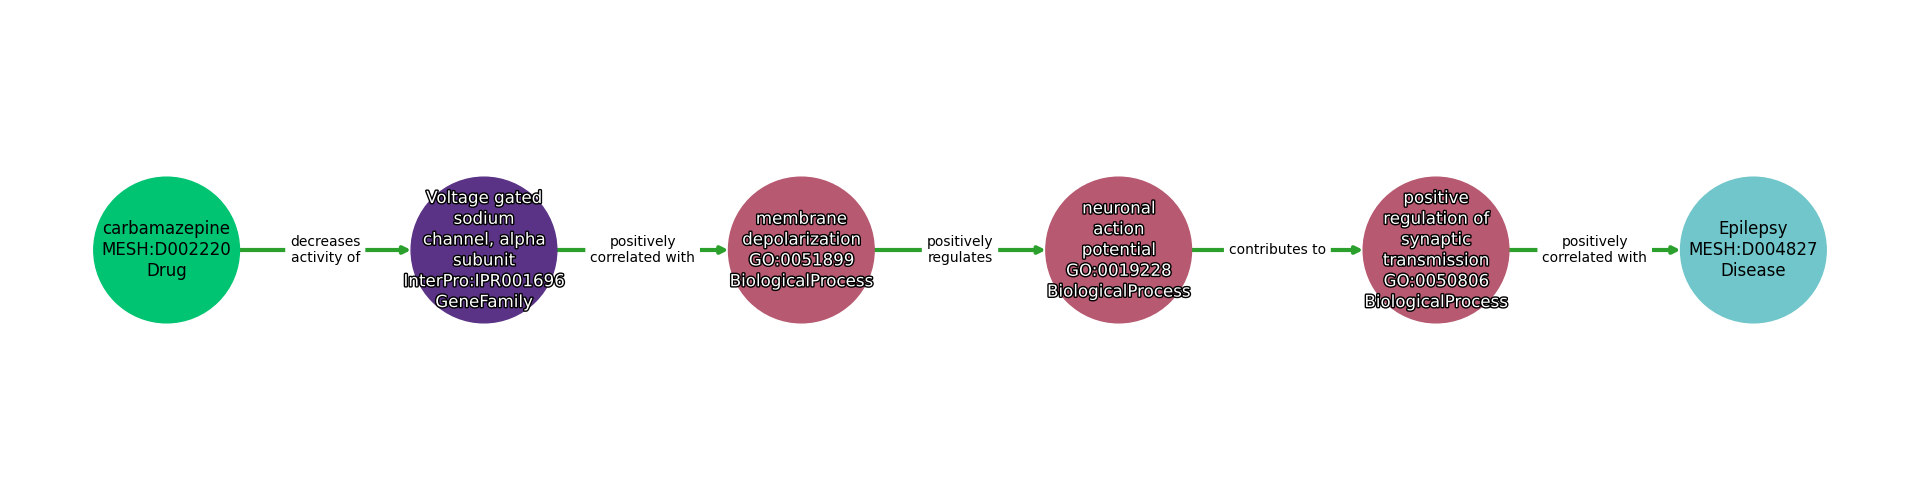 carbamazepine
MESH:D002220
Drug
decreases
activity of
Voltage gated
sodium
channel, alpha
subunit
InterPro:IPR001696
GeneFamily
positively
correlated with
membrane
depolarization
GO:0051899
BiologicalProcess
positively
regulates
neuronal
action
potential
GO:0019228
BiologicalProcess
contributes to
positive
regulation of
synaptic
transmission
GO:0050806
BiologicalProcess
positively
correlated with
Epilepsy
MESH:D004827
Disease